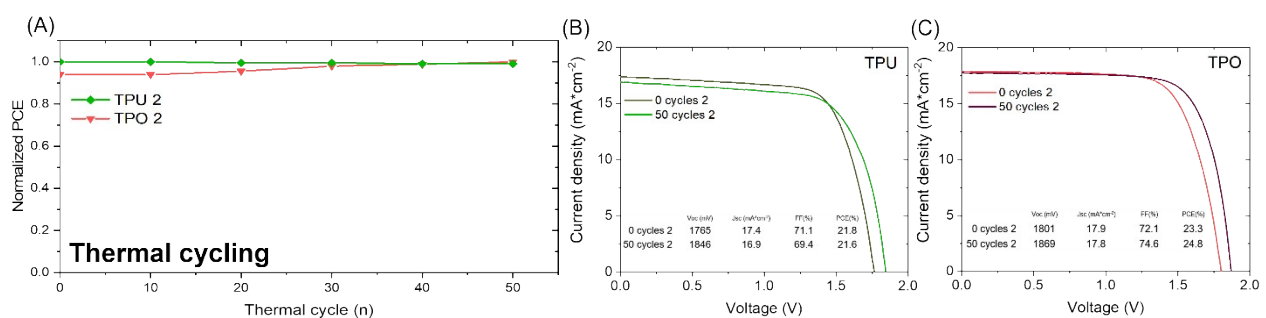 (A)
Normalized PCE
1.0
0.8
0.6
0.4
0.2
0.0
TPU 2
TPO 2
Thermal cycling
0 10 20 30 40 50
Thermal cycle (n)
(B)
Current density (mA*cm⁻²)
20
15
10
5
0
TPU
0 cycles 2
50 cycles 2
Voc (mV) Jsc (mA*cm⁻²) FF(%) PCE(%)
0 cycles 2 1765 17.4 71.1 21.8
50 cycles 2 1846 16.9 69.4 21.6
0.0 0.5 1.0 1.5 2.0
Voltage (V)
(C)
Current density (mA*cm⁻²)
20
15
10
5
0
TPO
0 cycles 2
50 cycles 2
Voc (mV) Jsc (mA*cm⁻²) FF(%) PCE(%)
0 cycles 2 1801 17.9 72.1 23.3
50 cycles 2 1869 17.8 74.6 24.8
0.0 0.5 1.0 1.5 2.0
Voltage (V)